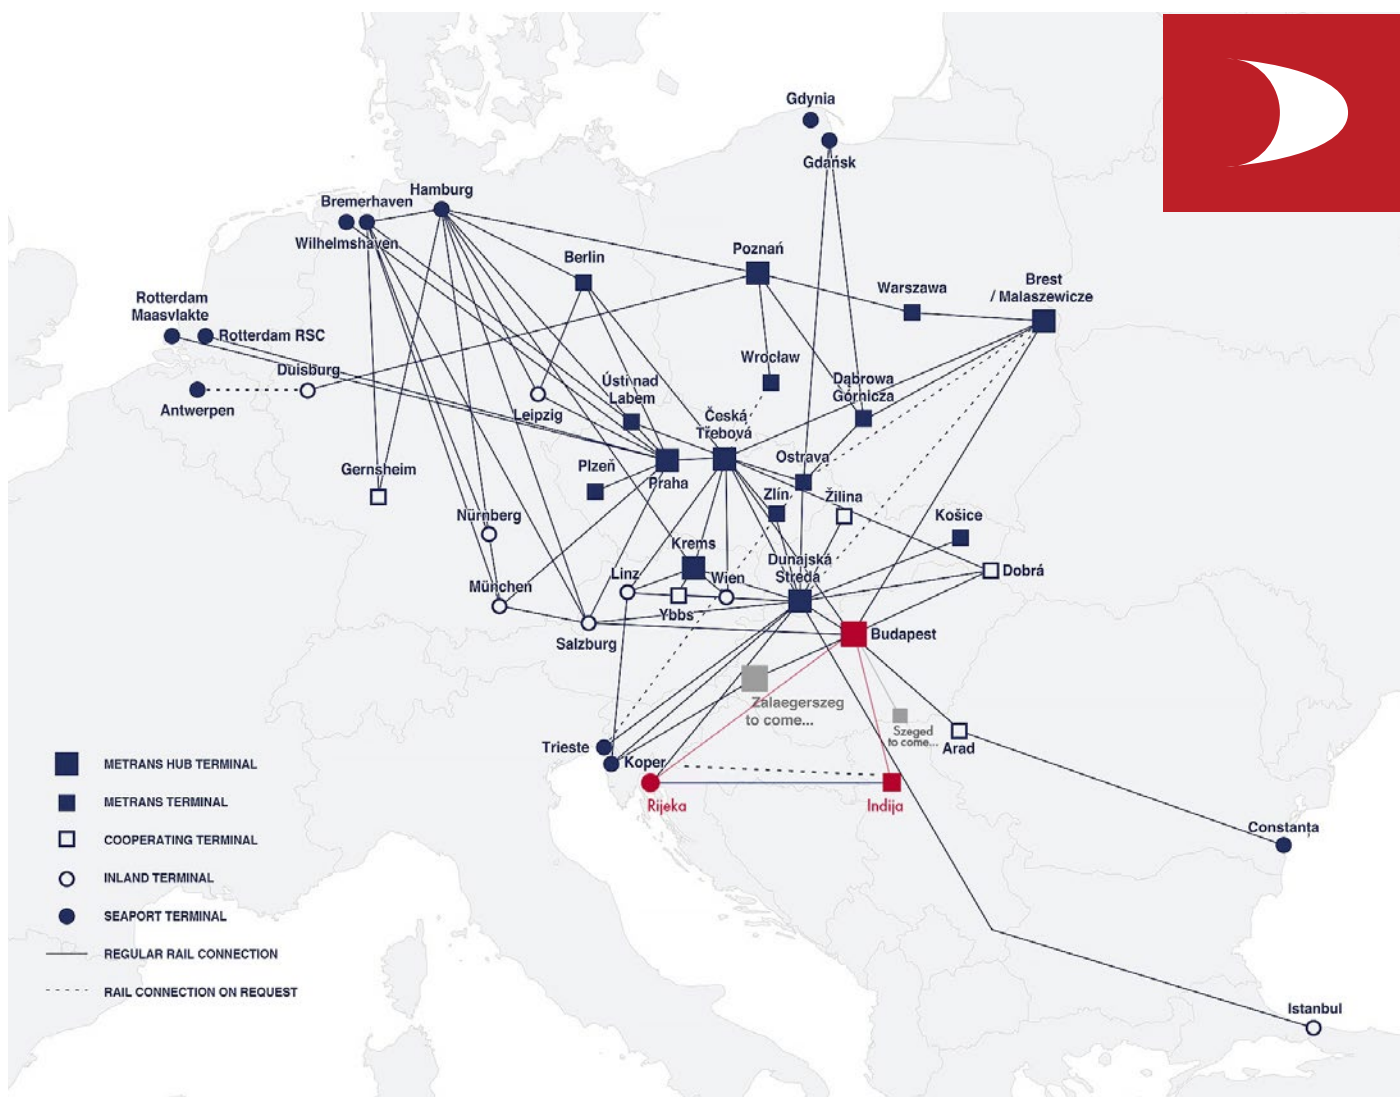 Gdynia
Gdańsk
Hamburg
Bremerhaven
Wilhelmshaven
Berlin
Poznań
Warszawa
Brest
/ Malaszewicze
Rotterdam
Maasvlakte
Rotterdam RSC
Duisburg
Antwerpen
Leipzig
Ústí nad
Labem
Wrocław
Dąbrowa
Górnicza
Česká
Třebová
Gernsheim
Plzeň
Praha
Ostrava
Zlín
Žilina
Košice
Nürnberg
Krems
Dunajská
Streda
Dobrá
München
Linz
Wien
Ybbs
Salzburg
Budapest
Zalaegerszeg
to come...
Szeged
to come...
Arad
Trieste
Koper
Rijeka
Indija
Constanța
Istanbul
METRANS HUB TERMINAL
METRANS TERMINAL
COOPERATING TERMINAL
INLAND TERMINAL
SEAPORT TERMINAL
REGULAR RAIL CONNECTION
RAIL CONNECTION ON REQUEST